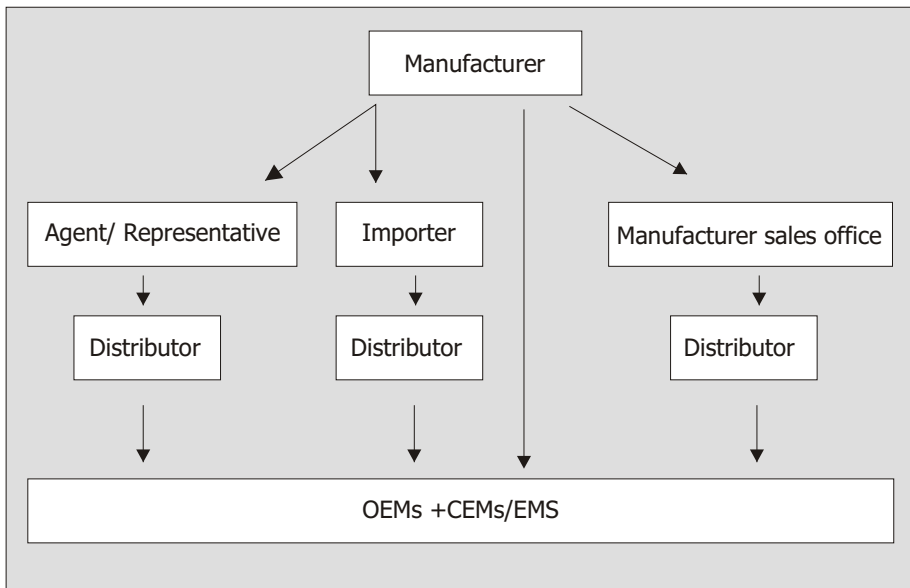 Manufacturer
Agent/ Representative
Importer
Manufacturer sales office
Distributor
Distributor
Distributor
OEMs +CEMs/EMS